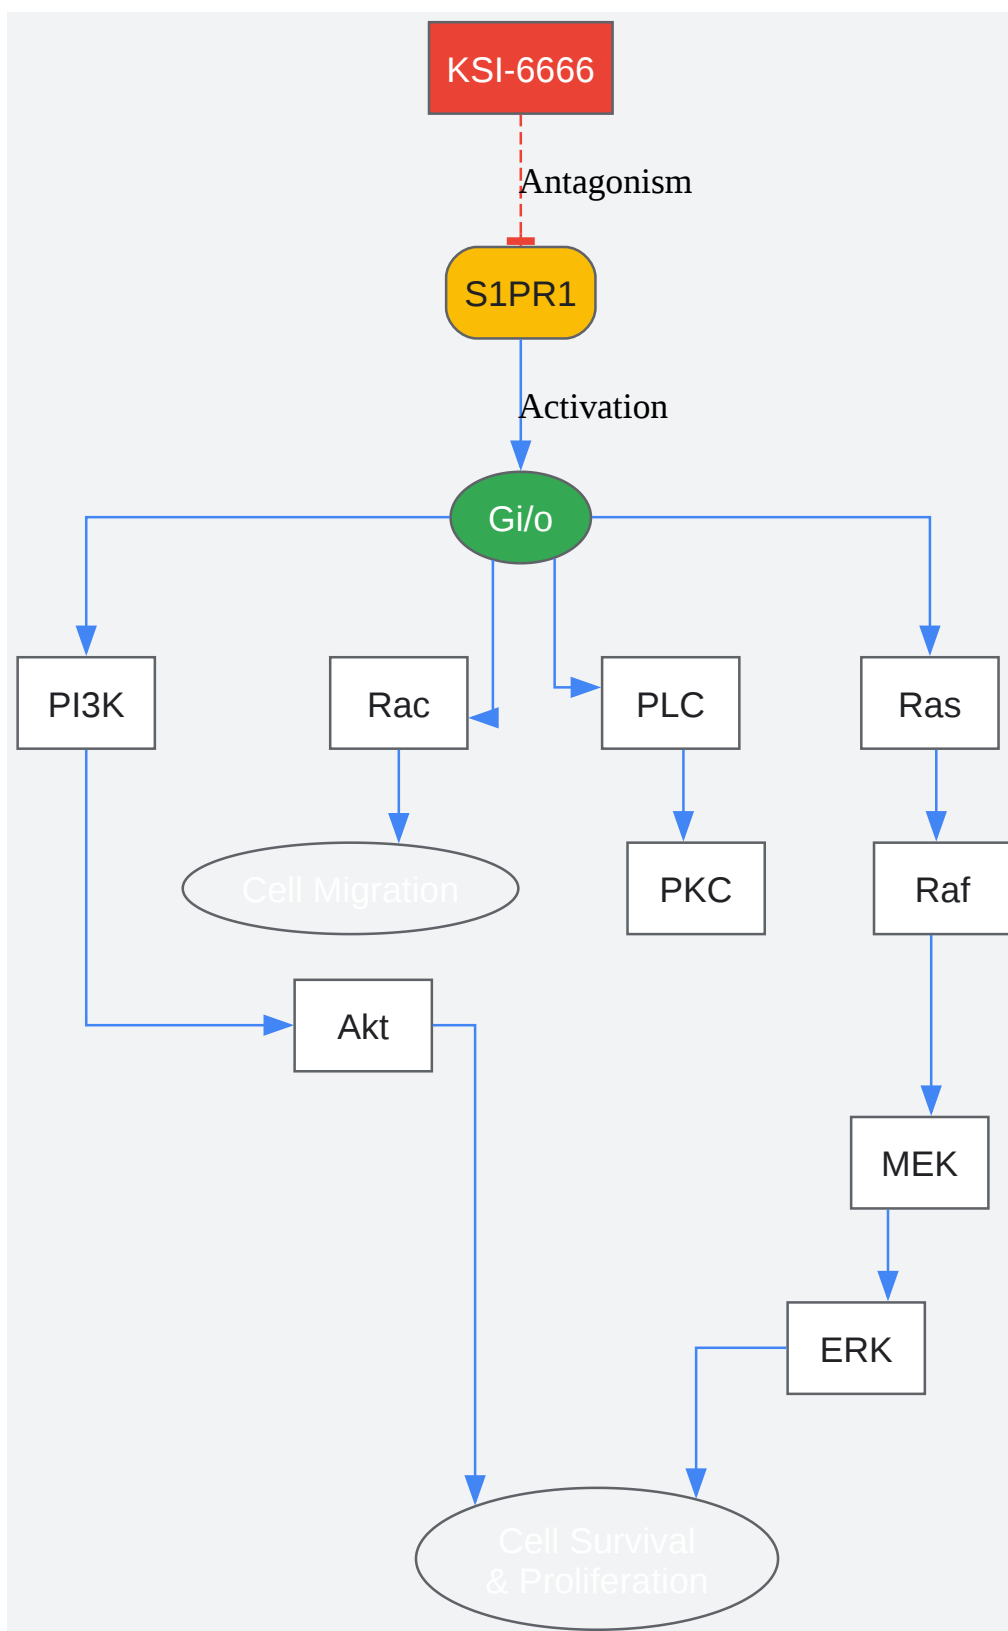 KSI-6666
Antagonism
S1PR1
Activation
Gi/o
PI3K
Rac
PLC
Ras
Cell Migration
PKC
Raf
Akt
MEK
ERK
Cell Survival
& Proliferation